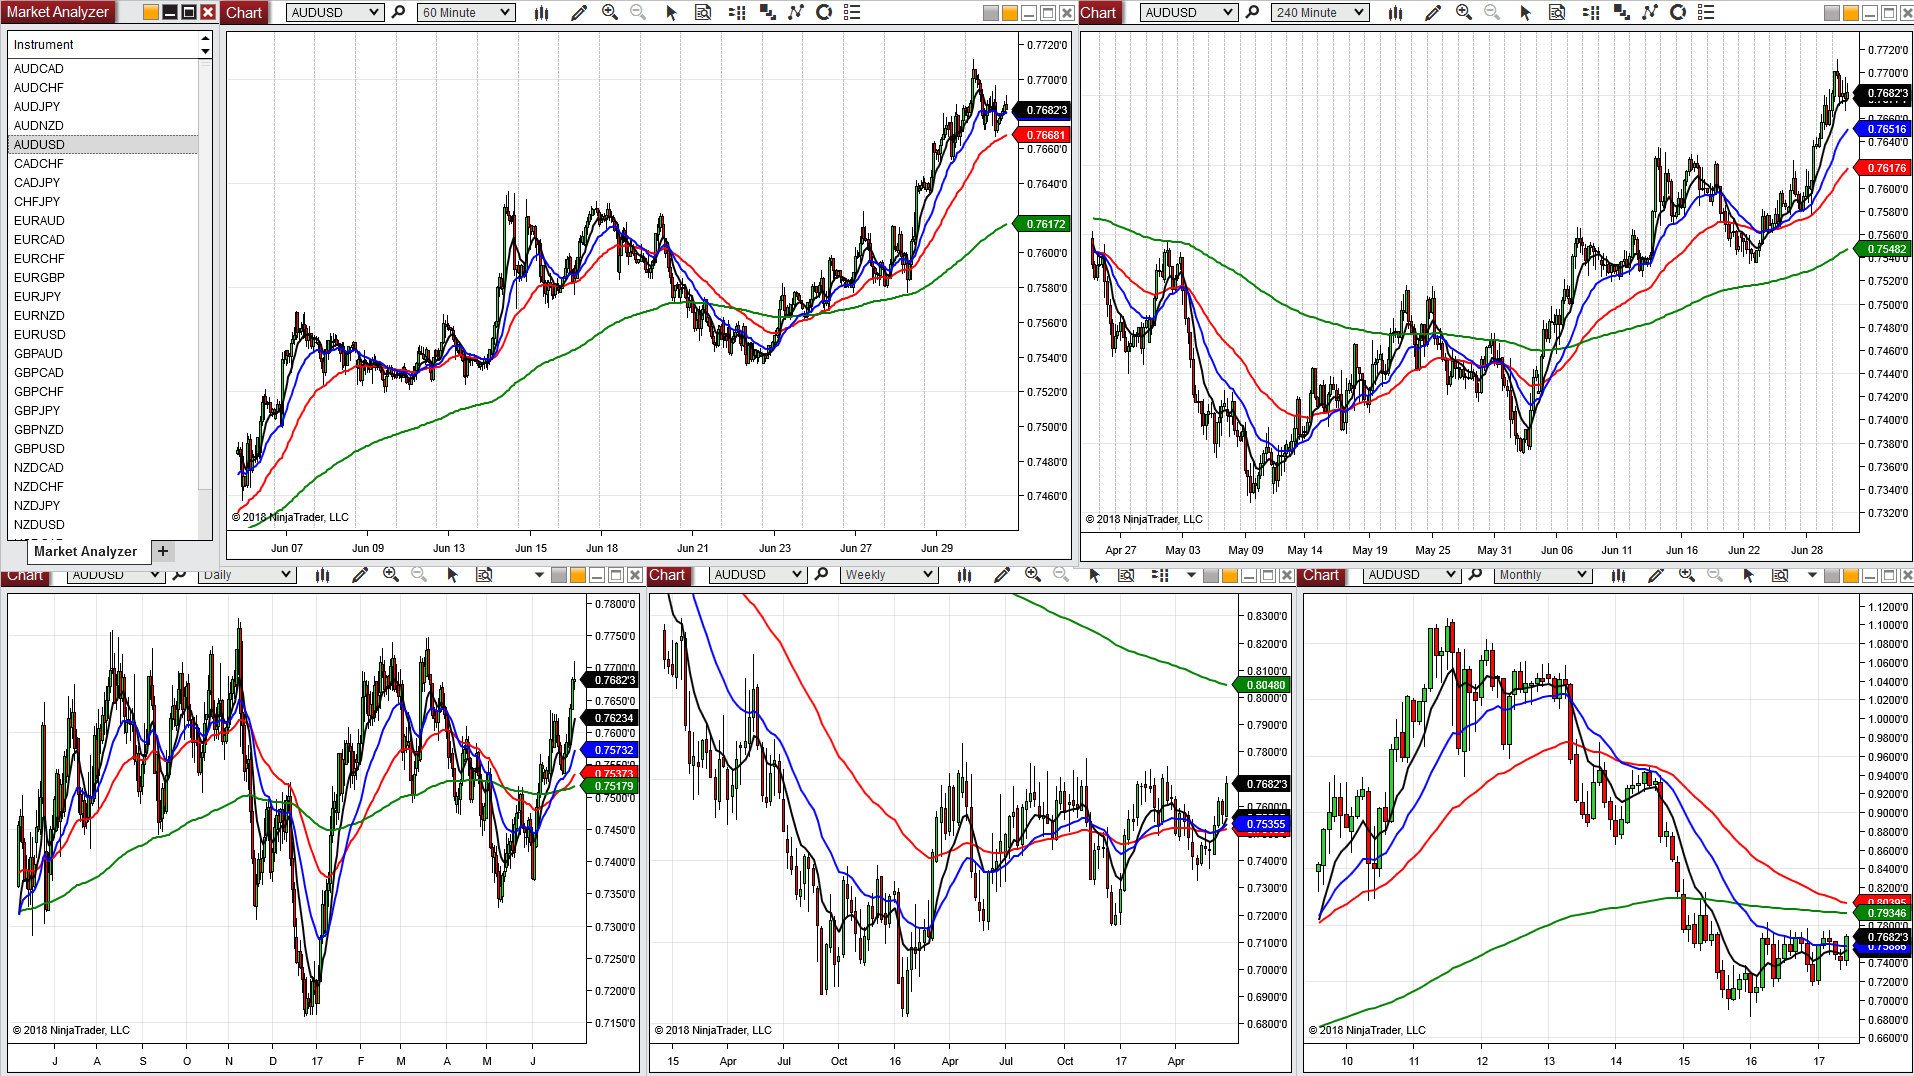 Market Analyzer
Instrument
AUDCAD
AUDCHF
AUDJPY
AUDNZD
AUDUSD
CADCHF
CADJPY
CHFJPY
EURAUD
EURCAD
EURCHF
EURGBP
EURJPY
EURNZD
EURUSD
GBPAUD
GBPCAD
GBPCHF
GBPJPY
GBPNZD
GBPUSD
NZDCAD
NZDCHF
NZDJPY
NZDUSD
Market Analyzer +
Chart AUDUSD 60 Minute
0.7720'0
0.7700'0
0.7682'3
0.76681
0.7660'0
0.7640'0
0.76172
0.7600'0
0.7580'0
0.7560'0
0.7540'0
0.7520'0
0.7500'0
0.7480'0
0.7460'0
© 2018 NinjaTrader, LLC
Jun 07 Jun 09 Jun 13 Jun 15 Jun 18 Jun 21 Jun 23 Jun 27 Jun 29
Chart AUDUSD 240 Minute
0.7720'0
0.7700'0
0.7682'3
0.7660'0
0.76516
0.7640'0
0.76176
0.7600'0
0.7580'0
0.7560'0
0.75482
0.7540'0
0.7520'0
0.7500'0
0.7480'0
0.7460'0
0.7440'0
0.7420'0
0.7400'0
0.7380'0
0.7360'0
0.7340'0
0.7320'0
© 2018 NinjaTrader, LLC
Apr 27 May 03 May 09 May 14 May 19 May 25 May 31 Jun 06 Jun 11 Jun 16 Jun 22 Jun 28
Chart AUDUSD Daily
0.7800'0
0.7750'0
0.7700'0
0.7682'3
0.7650'0
0.76234
0.7600'0
0.75732
0.75373
0.75179
0.7500'0
0.7450'0
0.7400'0
0.7350'0
0.7300'0
0.7250'0
0.7200'0
0.7150'0
© 2018 NinjaTrader, LLC
J A S O N D 17 F M A M J
Chart AUDUSD Weekly
0.8300'0
0.8200'0
0.8100'0
0.80480
0.8000'0
0.7900'0
0.7800'0
0.7682'3
0.7600'0
0.75355
0.7400'0
0.7300'0
0.7200'0
0.7100'0
0.7000'0
0.6900'0
0.6800'0
© 2018 NinjaTrader, LLC
15 Apr Jul Oct 16 Apr Jul Oct 17 Apr
Chart AUDUSD Monthly
1.1200'0
1.1000'0
1.0800'0
1.0600'0
1.0400'0
1.0200'0
1.0000'0
0.9800'0
0.9600'0
0.9400'0
0.9200'0
0.9000'0
0.8800'0
0.8600'0
0.8400'0
0.8200'0
0.80395
0.79346
0.7800'0
0.7682'3
0.7400'0
0.7200'0
0.7000'0
0.6800'0
0.6600'0
© 2018 NinjaTrader, LLC
10 11 12 13 14 15 16 17